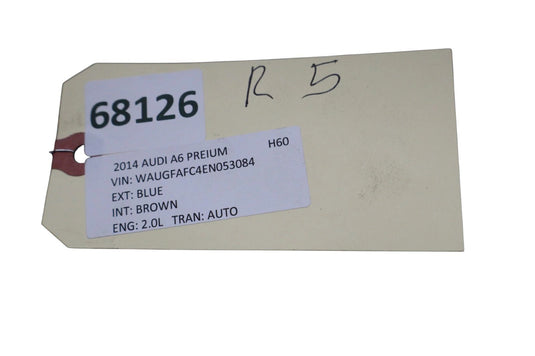 R 5
68126
2014 AUDI A6 PREIUM H60
VIN: WAUGFAFC4EN053084
EXT: BLUE
INT: BROWN
ENG: 2.0L TRAN: AUTO